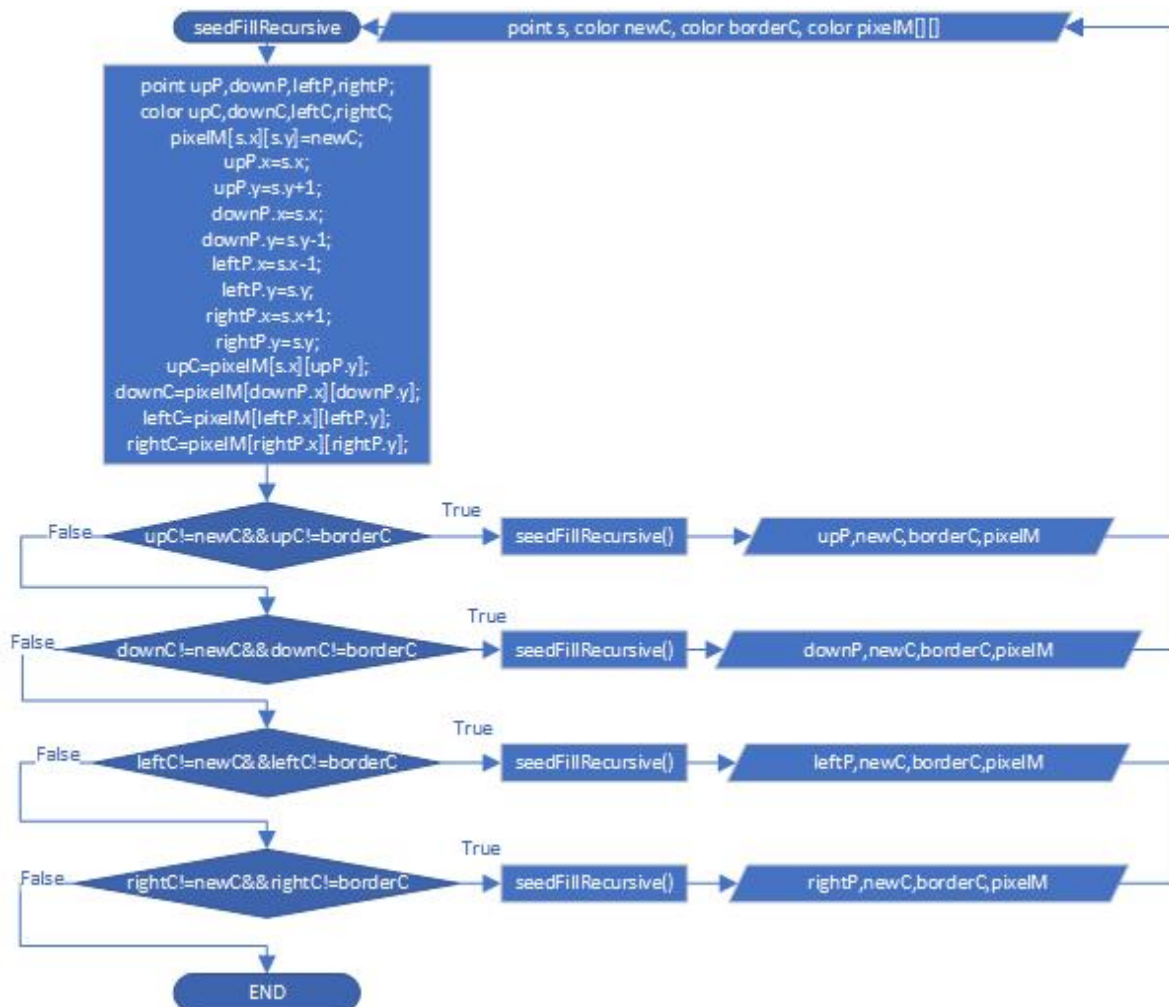 seedFillRecursive
point s, color newC, color borderC, color pixelM[][]
point upP,downP,leftP,rightP;
color upC,downC,leftC,rightC;
pixelM[s.x][s.y]=newC;
upP.x=s.x;
upP.y=s.y+1;
downP.x=s.x;
downP.y=s.y-1;
leftP.x=s.x-1;
leftP.y=s.y;
rightP.x=s.x+1;
rightP.y=s.y;
upC=pixelM[s.x][upP.y];
downC=pixelM[downP.x][downP.y];
leftC=pixelM[leftP.x][leftP.y];
rightC=pixelM[rightP.x][rightP.y];
False
upC!=newC&&upC!=borderC
True
seedFillRecursive()
upP,newC,borderC,pixelM
False
downC!=newC&&downC!=borderC
True
seedFillRecursive()
downP,newC,borderC,pixelM
False
leftC!=newC&&leftC!=borderC
True
seedFillRecursive()
leftP,newC,borderC,pixelM
False
rightC!=newC&&rightC!=borderC
True
seedFillRecursive()
rightP,newC,borderC,pixelM
END